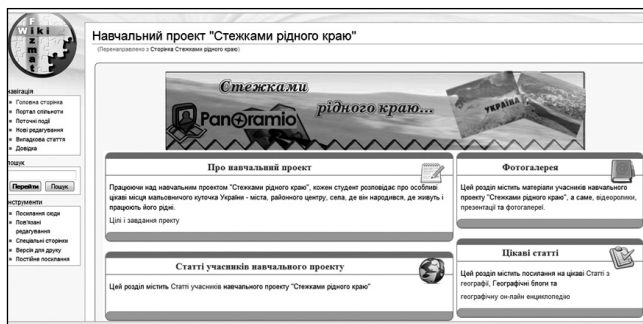 Wiki
F
S
W
i
z
mat
Навчальний проект "Стежками рідного краю"
(Перенаправлено з Сторінка Стежками рідного краю)
навігація
Головна сторінка
Портал спільноти
Поточні події
Нові редагування
Випадкова стаття
Довідка
пошук
Перейти Пошук
інструменти
Посилання сюди
Пов'язані
редагування
Спеціальні сторінки
Версія для друку
Постійне посилання
Стежками
рідного краю...
Panoramio
УКРАЇНА
Про навчальний проект
Працюючи над навчальним проектом "Стежками рідного краю", кожен студент розповідає про особливі
цікаві місця мальовничого куточка України - міста, районного центру, села, де він народився, де живуть і
працюють його рідні.
Цілі і завдання пректу
Статті учасників навчального проекту
Цей розділ містить Статті учасників навчального проекту "Стежками рідного краю"
Фотогалерея
Цей розділ містить матеріали учасників навчального
проекту "Стежками рідного краю", а саме, відеоролики,
презентації та фотогалереї.
Цікаві статті
Цей розділ містить посилання на цікаві Статті з
географії, Географічні блоги та
географічну он-лайн енциклопедію